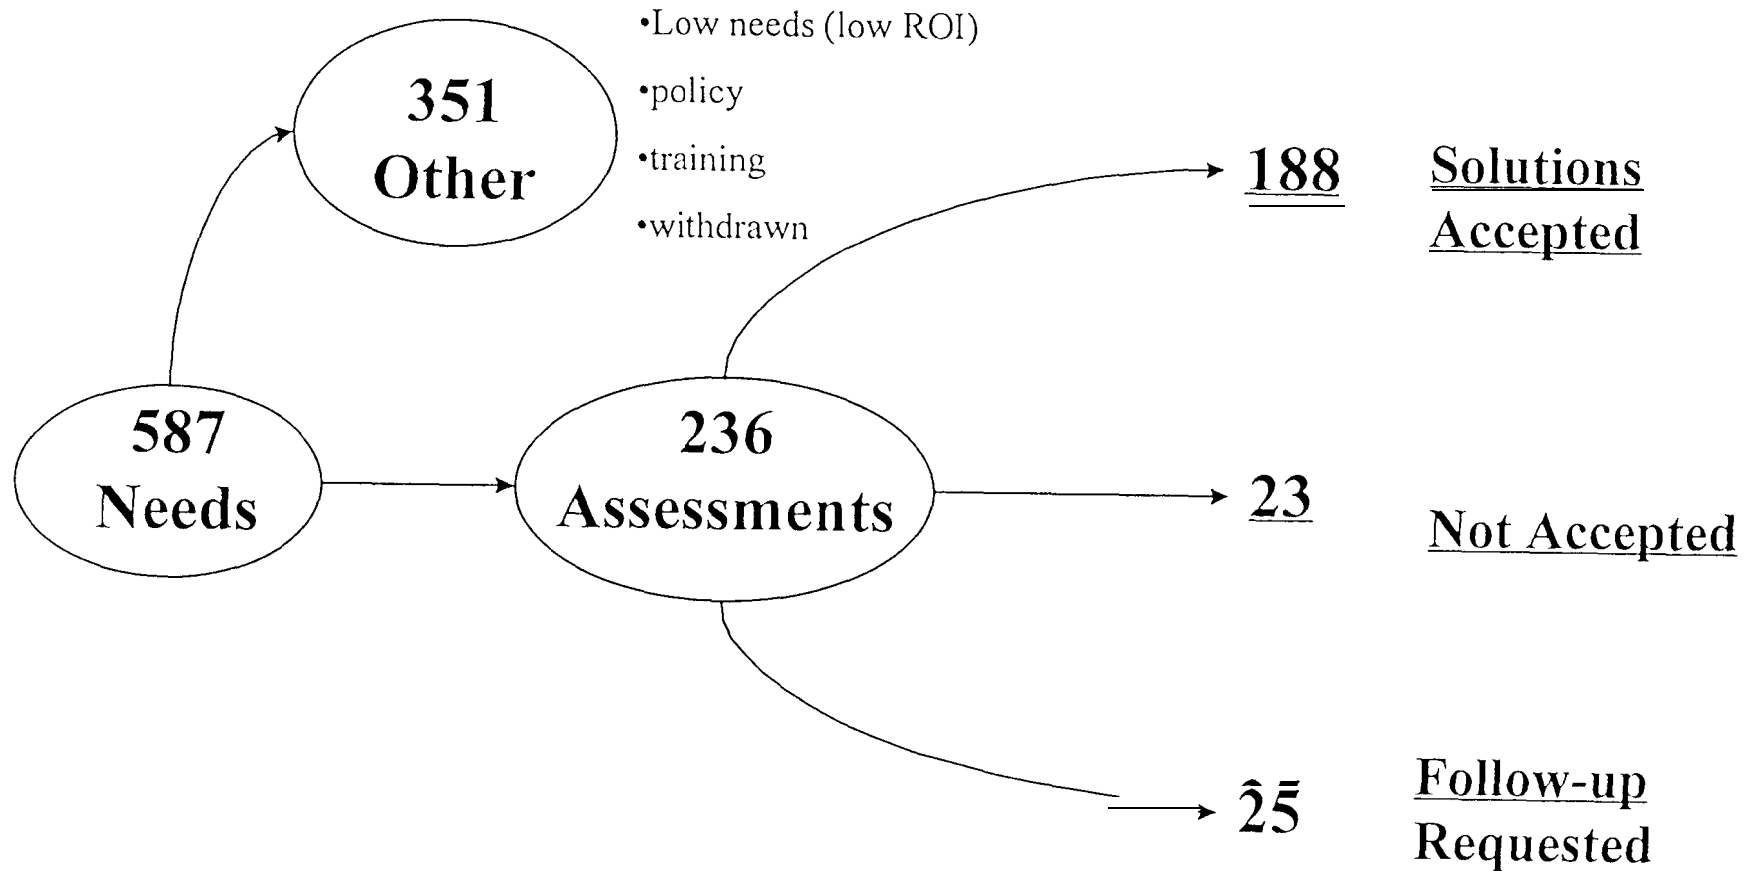 •Low needs (low ROI)
•policy
•training
•withdrawn
351
Other
188
Solutions
Accepted
587
Needs
236
Assessments
23
Not Accepted
25
Follow-up
Requested